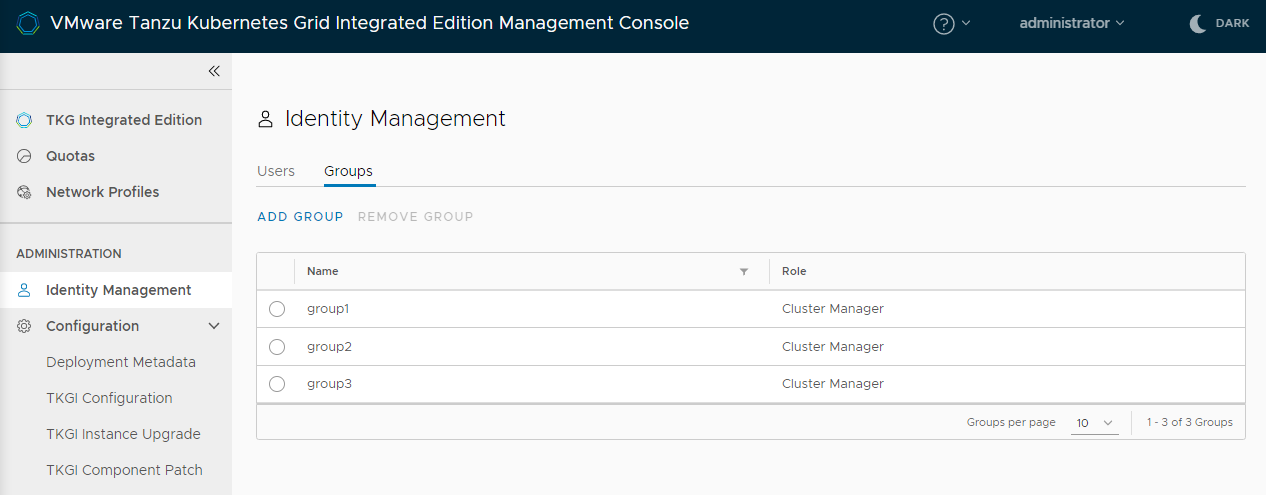 VMware Tanzu Kubernetes Grid Integrated Edition Management Console
?
administrator
DARK
TKG Integrated Edition
Quotas
Network Profiles
ADMINISTRATION
Identity Management
Configuration
Deployment Metadata
TKGI Configuration
TKGI Instance Upgrade
TKGI Component Patch
Identity Management
Users Groups
ADD GROUP REMOVE GROUP
Name Role
group1 Cluster Manager
group2 Cluster Manager
group3 Cluster Manager
Groups per page 10 1 - 3 of 3 Groups